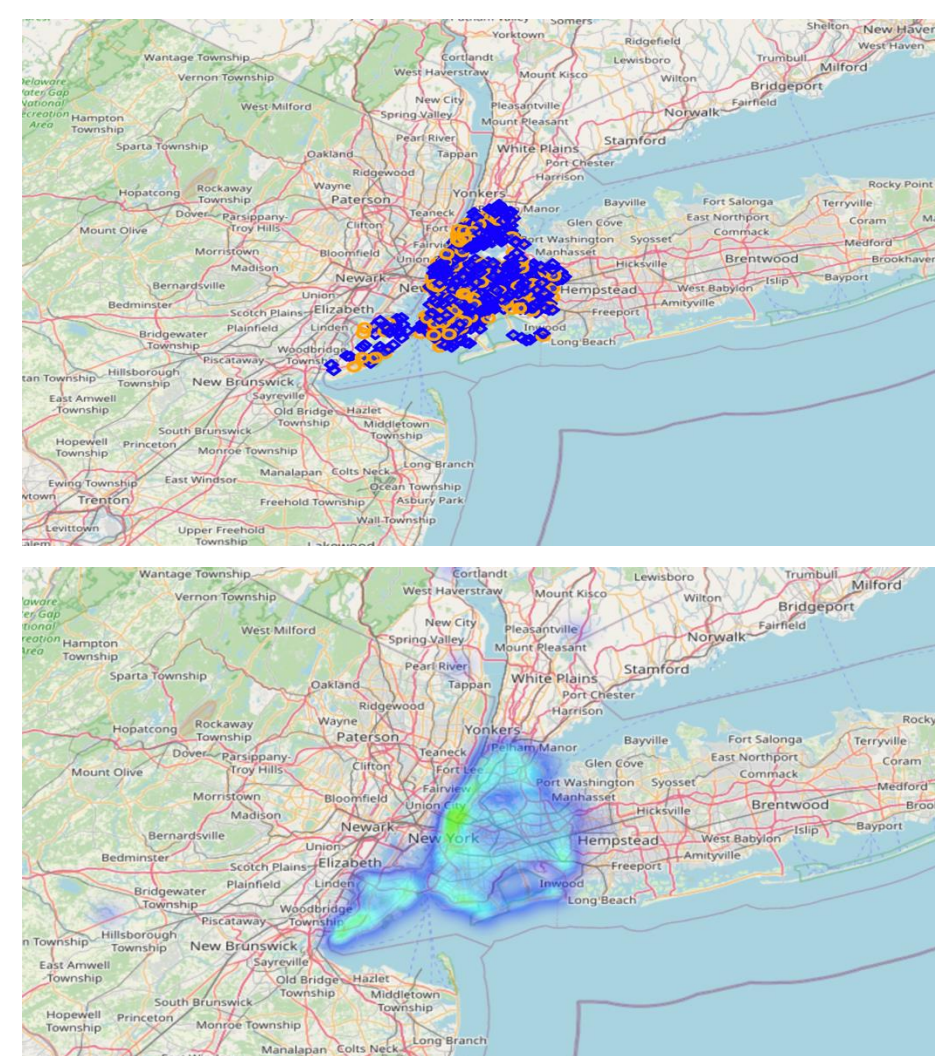 Somers
Yorktown
Shelton
New Haven
Ridgefield
West Haven
Wantage Township
Cortlandt
Lewisboro
Trumbull
Milford
Vernon Township
West Haverstraw
Mount Kisco
Wilton
Bridgeport
New City
Pleasantville
Fairfield
West Milford
Norwalk
Hampton
Township
Spring Valley
Mount Pleasant
Sparta Township
Pearl River
White Plains
Stamford
Oakland
Tappan
Port Chester
Ridgewood
Harrison
Hopatcong
Rockaway
Township
Wayne
Paterson
Yonkers
Rocky Point
Dover
Parsippany-
Troy Hills
Teaneck
Manor
Bayville
Fort Salonga
Terryville
Mount Olive
Clifton
Fort
Glen Cove
East Northport
Coram
Commack
Morristown
Bloomfield
Syosset
Medford
Madison
Union
Manhasset
Hicksville
Brentwood
Brookhaven
Bernardsville
Newark
Hempstead
West Babylon
Islip
Bayport
Bedminster
Union
Elizabeth
Amityville
Scotch Plains
Freeport
Bridgewater
Township
Plainfield
Linden
Inwood
Long Beach
Piscataway
Woodbridge
Township
Hillsborough
Township
New Brunswick
Sayreville
East Amwell
Township
Old Bridge
Township
Hazlet
Middletown
Township
South Brunswick
Hopewell
Township
Princeton
Monroe Township
Manalapan
Colts Neck
Long Branch
Ewing Township
East Windsor
Ocean Township
Trenton
Freehold Township
Asbury Park
Levittown
Upper Freehold
Township
Wall Township
Lakewood
Wantage Township
Cortlandt
Lewisboro
Trumbull
Milford
Vernon Township
West Haverstraw
Mount Kisco
Wilton
Bridgeport
New City
Fairfield
West Milford
Pleasantville
Norwalk
Hampton
Township
Spring Valley
Mount Pleasant
Sparta Township
Pearl River
White Plains
Stamford
Oakland
Tappan
Port Chester
Ridgewood
Harrison
Hopatcong
Rockaway
Township
Wayne
Paterson
Yonkers
Rocky
Dover
Parsippany-
Troy Hills
Teaneck
Pelham Manor
Bayville
Fort Salonga
Terryville
Mount Olive
Clifton
Fort Lee
Glen Cove
East Northport
Coram
Fairview
Port Washington
Syosset
Commack
Morristown
Bloomfield
Union City
Manhasset
Medford
Madison
Hicksville
Brentwood
Bernardsville
Newark
New York
Hempstead
West Babylon
Islip
Bayport
Bedminster
Union
Elizabeth
Amityville
Scotch Plains
Freeport
Bridgewater
Township
Plainfield
Linden
Inwood
Long Beach
Piscataway
Woodbridge
Township
Hillsborough
Township
New Brunswick
Sayreville
East Amwell
Township
Old Bridge
Township
Hazlet
Middletown
Township
South Brunswick
Hopewell
Township
Princeton
Monroe Township
Manalapan
Colts Neck
Long Branch